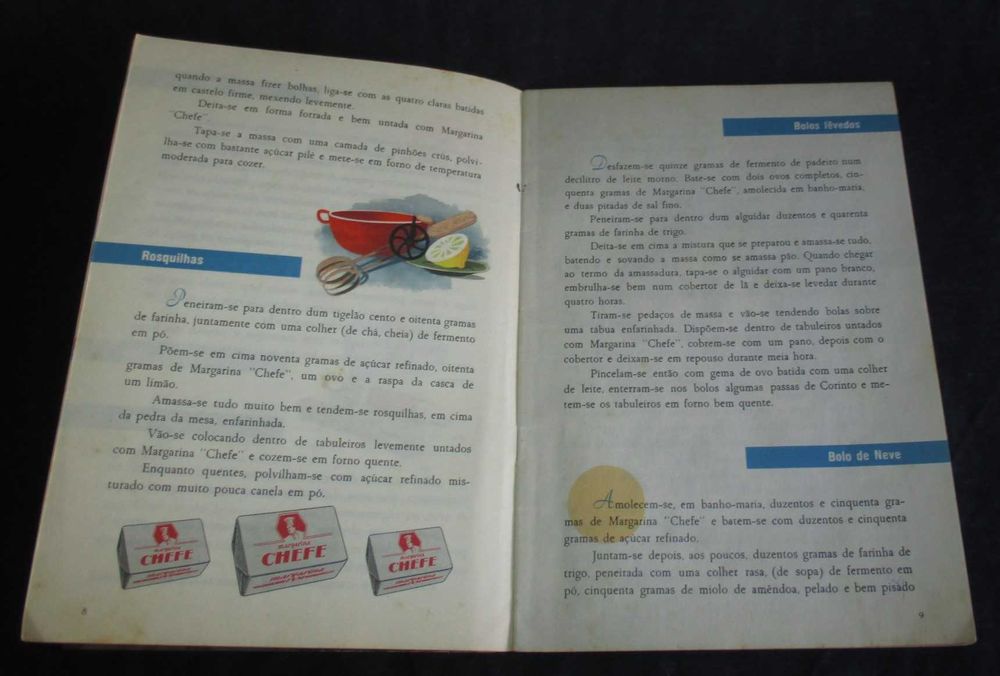 quando a massa fizer bolhas, liga-se com as quatro claras batidas
em castelo firme, mexendo levemente.
Deita-se em forma forrada e bem untada com Margarina
"Chefe".
Tapa-se a massa com uma camada de pinhões crus, polvi-
lha-se com bastante açúcar pilé e mete-se em forno de temperatura
moderada para cozer.
Rosquilhas
Peneiram-se para dentro dum tigelão cento e oitenta gramas
de farinha, juntamente com uma colher (de chá, cheia) de fermento
em pó.
Põem-se em cima noventa gramas de açúcar refinado, oitenta
gramas de Margarina "Chefe", um ovo e a raspa da casca de
um limão.
Amassa-se tudo muito bem e tendem-se rosquilhas, em cima
da pedra da mesa, enfarinhada.
Vão-se colocando dentro de tabuleiros levemente untados
com Margarina "Chefe" e cozem-se em forno quente.
Enquanto quentes, polvilham-se com açúcar refinado mis-
turado com muito pouca canela em pó.
margarina
CHEFE
margarina
margarina
CHEFE
margarina
margarina
CHEFE
margarina
8
Bolos lêvedos
Desfazem-se quinze gramas de fermento de padeiro num
decilitro de leite morno. Bate-se com dois ovos completos, cin-
quenta gramas de Margarina "Chefe", amolecida em banho-maria,
e duas pitadas de sal fino.
Peneiram-se para dentro dum alguidar duzentos e quarenta
gramas de farinha de trigo.
Deita-se em cima a mistura que se preparou e amassa-se tudo,
batendo e sovando a massa como se amassa pão. Quando chegar
ao termo da amassadura, tapa-se o alguidar com um pano branco,
embrulha-se bem num cobertor de lã e deixa-se levedar durante
quatro horas.
Tiram-se pedaços de massa e vão-se tendendo bolas sobre
uma tábua enfarinhada. Dispõem-se dentro de tabuleiros untados
com Margarina "Chefe", cobrem-se com um pano, depois com o
cobertor e deixam-se em repouso durante meia hora.
Pincelam-se então com gema de ovo batida com uma colher
de leite, enterram-se nos bolos algumas passas de Corinto e me-
tem-se os tabuleiros em forno bem quente.
Bolo de Neve
Amolecem-se, em banho-maria, duzentos e cinquenta gra-
mas de Margarina "Chefe" e batem-se com duzentos e cinquenta
gramas de açúcar refinado.
Juntam-se depois, aos poucos, duzentos gramas de farinha de
trigo, peneirada com uma colher rasa, (de sopa) de fermento em
pó, cinquenta gramas de miolo de amêndoa, pelado e bem pisado
9